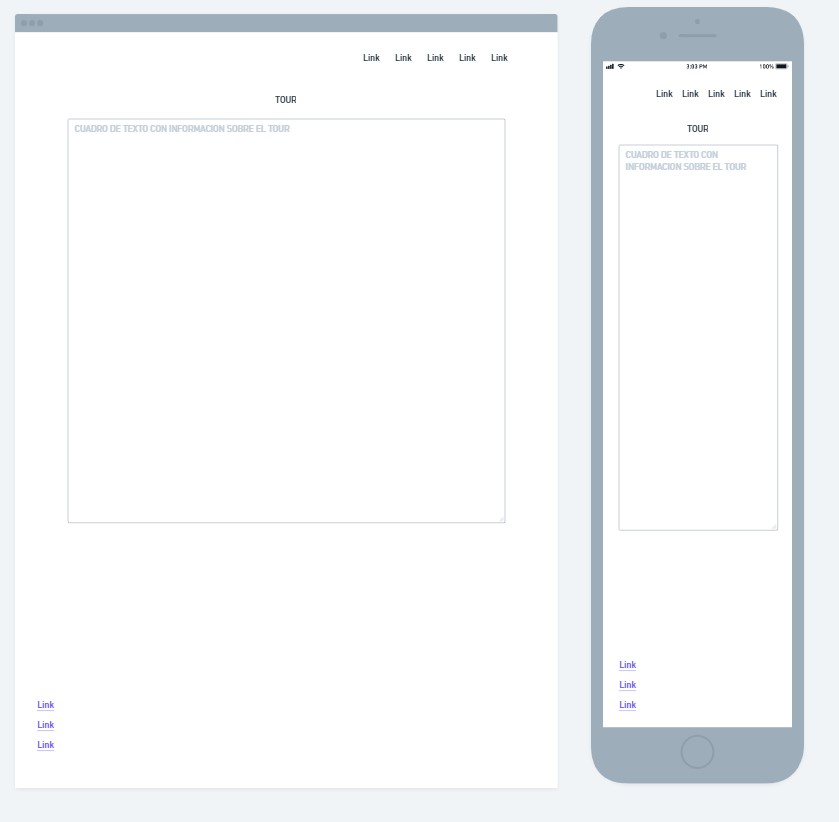 Link Link Link Link Link
TOUR
CUADRO DE TEXTO CON INFORMACION SOBRE EL TOUR
Link
Link
Link
3:03 PM 100%
Link Link Link Link Link
TOUR
CUADRO DE TEXTO CON
INFORMACION SOBRE EL TOUR
Link
Link
Link